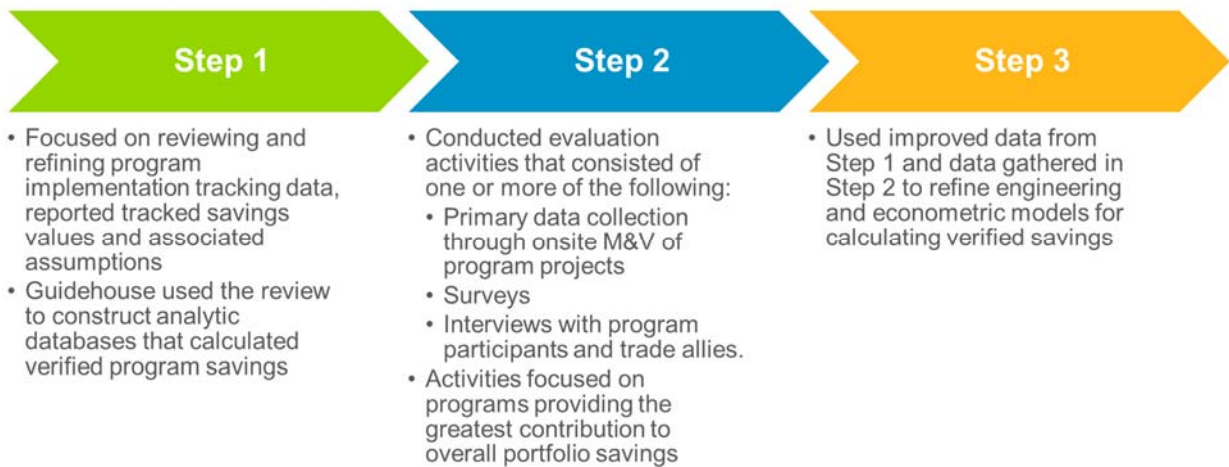 Step 1
• Focused on reviewing and
refining program
implementation tracking data,
reported tracked savings
values and associated
assumptions
• Guidehouse used the review
to construct analytic
databases that calculated
verified program savings
Step 2
• Conducted evaluation
activities that consisted of
one or more of the following:
• Primary data collection
through onsite M&V of
program projects
• Surveys
• Interviews with program
participants and trade allies.
• Activities focused on
programs providing the
greatest contribution to
overall portfolio savings
Step 3
• Used improved data from
Step 1 and data gathered in
Step 2 to refine engineering
and econometric models for
calculating verified savings